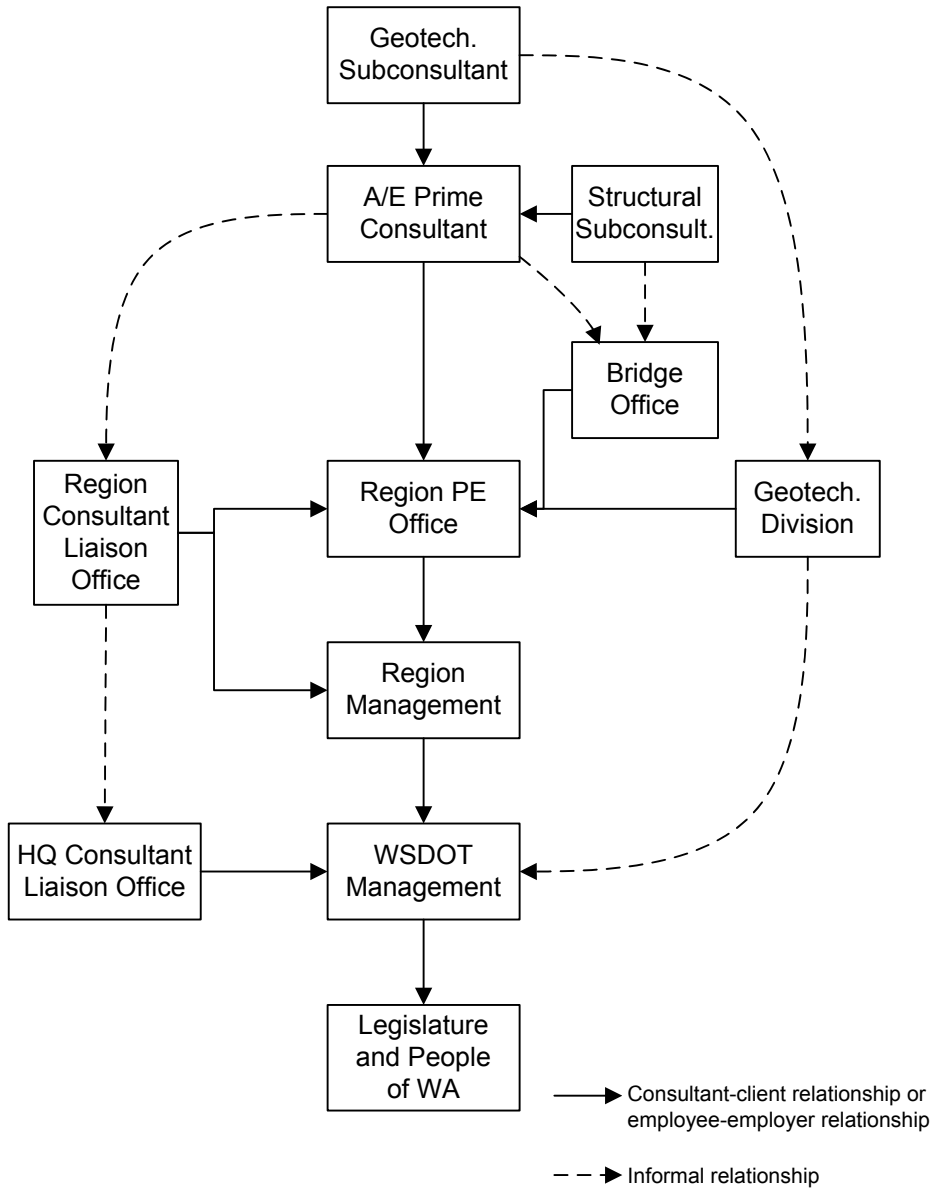 Geotech.
Subconsultant
A/E Prime
Consultant
Structural
Subconsult.
Bridge
Office
Region
Consultant
Liaison
Office
Region PE
Office
Geotech.
Division
Region
Management
HQ Consultant
Liaison Office
WSDOT
Management
Legislature
and People
of WA
Consultant-client relationship or
employee-employer relationship
Informal relationship